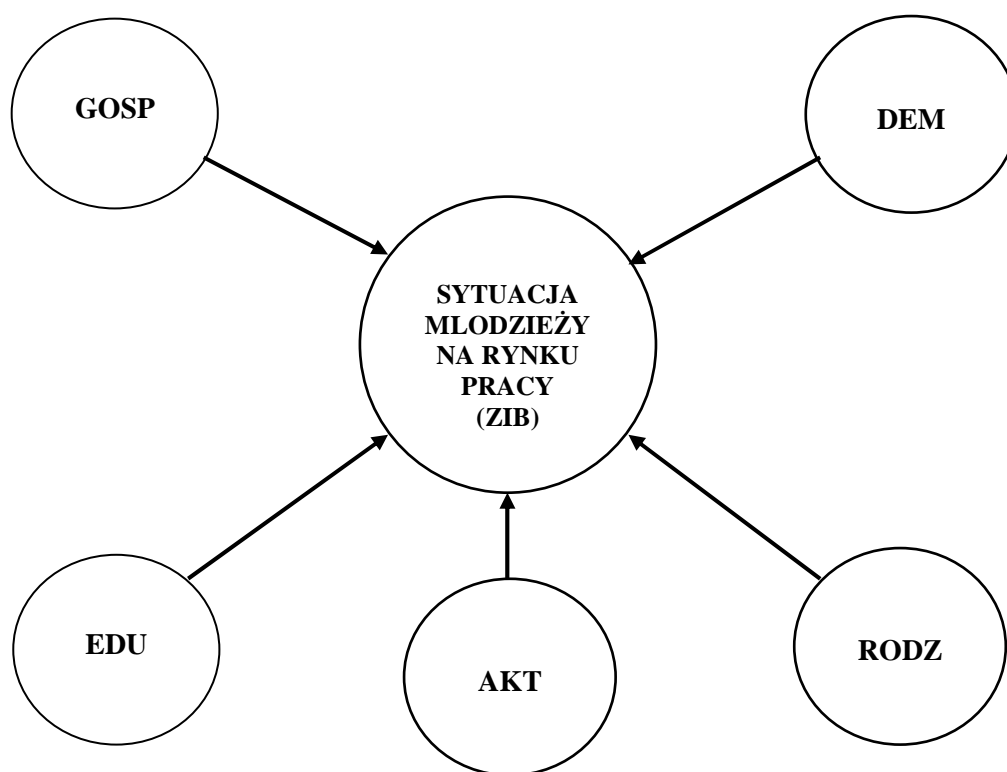 GOSP
DEM
SYTUACJA
MLODZIEŻY
NA RYNKU
PRACY
(ZIB)
EDU
AKT
RODZ